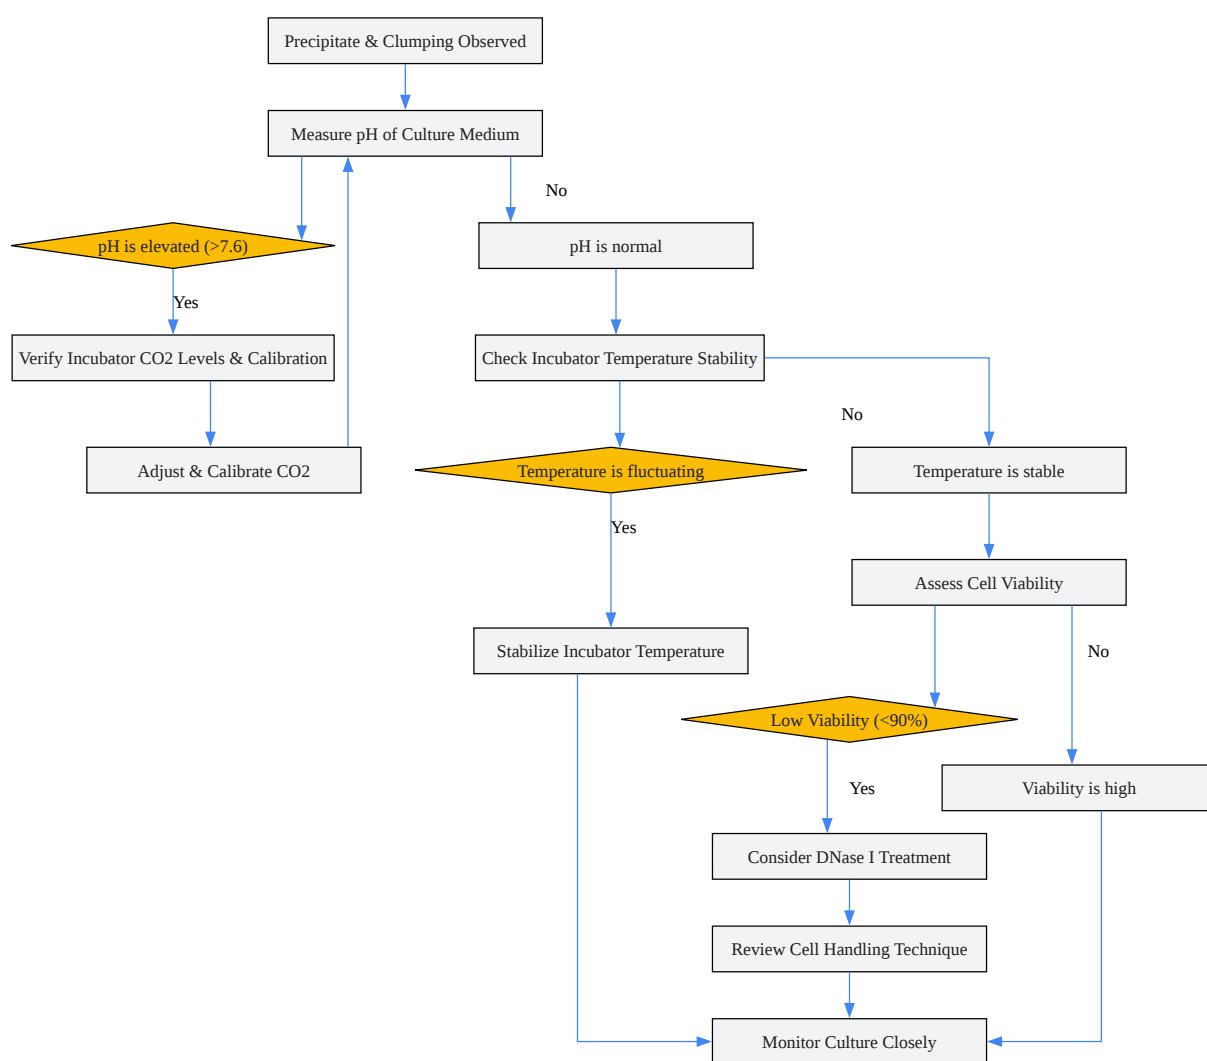 Precipitate & Clumping Observed
Measure pH of Culture Medium
No
pH is elevated (>7.6)
pH is normal
Yes
Verify Incubator CO2 Levels & Calibration
Check Incubator Temperature Stability
No
Adjust & Calibrate CO2
Temperature is fluctuating
Temperature is stable
Yes
Assess Cell Viability
Stabilize Incubator Temperature
No
Low Viability (<90%)
Yes
Viability is high
Consider DNase I Treatment
Review Cell Handling Technique
Monitor Culture Closely